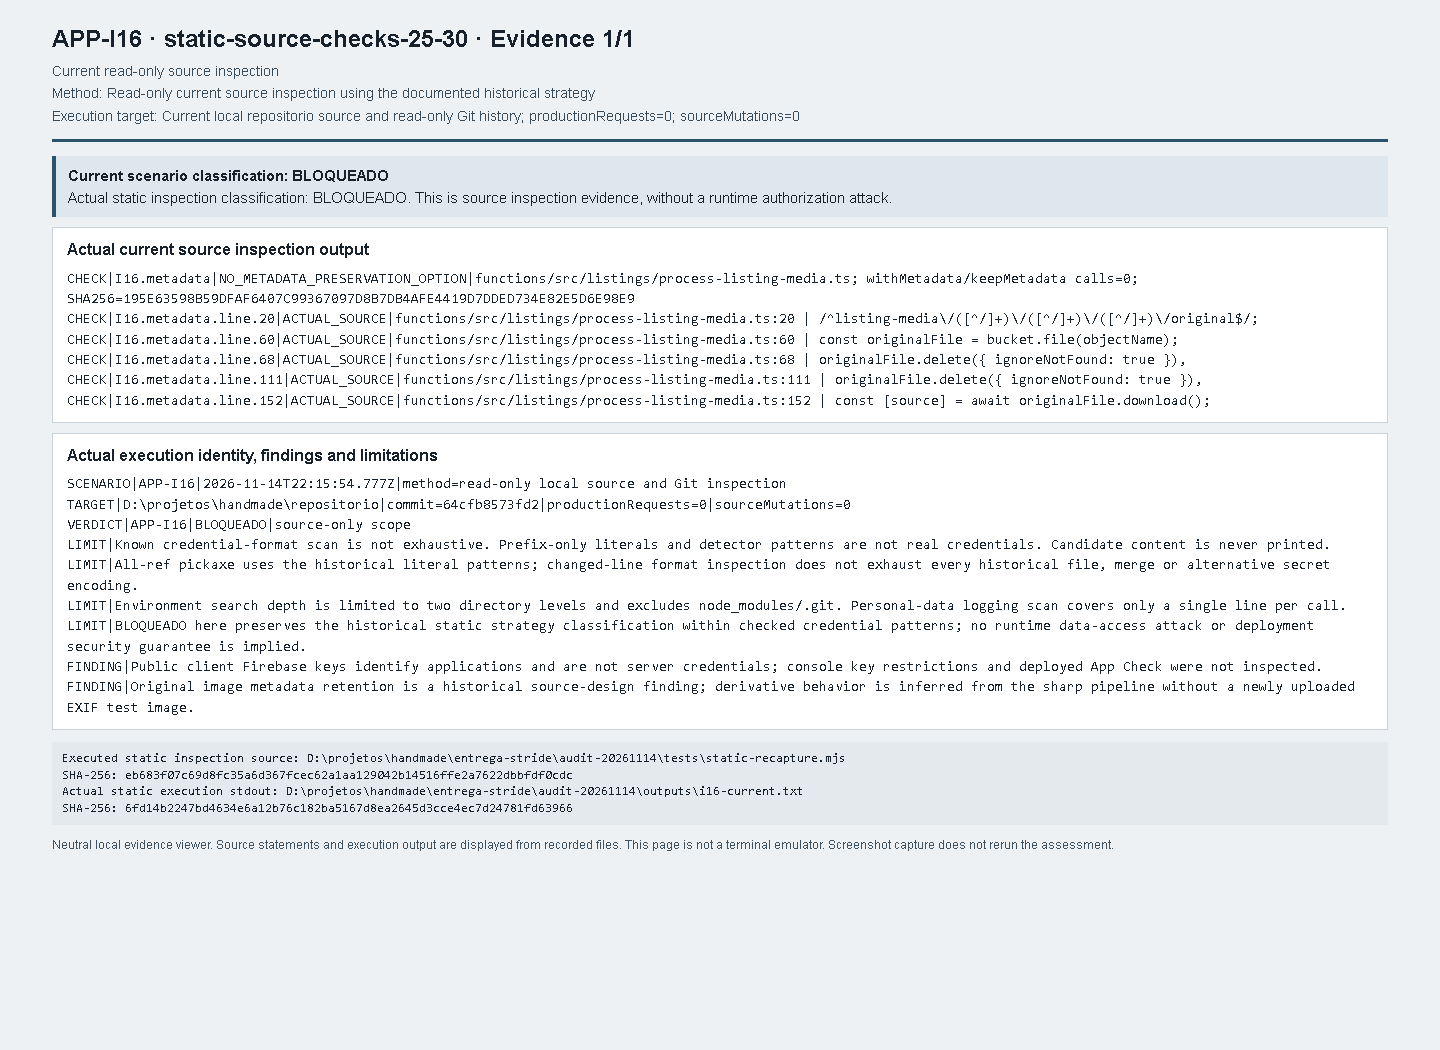 APP-I16 · static-source-checks-25-30 · Evidence 1/1
Current read-only source inspection
Method: Read-only current source inspection using the documented historical strategy
Execution target: Current local repositorio source and read-only Git history; productionRequests=0; sourceMutations=0
Current scenario classification: BLOQUEADO
Actual static inspection classification: BLOQUEADO. This is source inspection evidence, without a runtime authorization attack.
Actual current source inspection output
CHECK|I16.metadata|NO_METADATA_PRESERVATION_OPTION|functions/src/listings/process-listing-media.ts; withMetadata/keepMetadata calls=0;
SHA256=195E63598B59DFAF6407C99367097D8B7DB4AFE4419D7DDED734E82E5D6E98E9
CHECK|I16.metadata.line.20|ACTUAL_SOURCE|functions/src/listings/process-listing-media.ts:20 | /^listing-media\/([^/]+)\/([^/]+)\/([^/]+)\/original$/;
CHECK|I16.metadata.line.60|ACTUAL_SOURCE|functions/src/listings/process-listing-media.ts:60 | const originalFile = bucket.file(objectName);
CHECK|I16.metadata.line.68|ACTUAL_SOURCE|functions/src/listings/process-listing-media.ts:68 | originalFile.delete({ ignoreNotFound: true }),
CHECK|I16.metadata.line.111|ACTUAL_SOURCE|functions/src/listings/process-listing-media.ts:111 | originalFile.delete({ ignoreNotFound: true }),
CHECK|I16.metadata.line.152|ACTUAL_SOURCE|functions/src/listings/process-listing-media.ts:152 | const [source] = await originalFile.download();
Actual execution identity, findings and limitations
SCENARIO|APP-I16|2026-11-14T22:15:54.777Z|method=read-only local source and Git inspection
TARGET|D:\projetos\handmade\repositorio|commit=64cfb8573fd2|productionRequests=0|sourceMutations=0
VERDICT|APP-I16|BLOQUEADO|source-only scope
LIMIT|Known credential-format scan is not exhaustive. Prefix-only literals and detector patterns are not real credentials. Candidate content is never printed.
LIMIT|All-ref pickaxe uses the historical literal patterns; changed-line format inspection does not exhaust every historical file, merge or alternative secret
encoding.
LIMIT|Environment search depth is limited to two directory levels and excludes node_modules/.git. Personal-data logging scan covers only a single line per call.
LIMIT|BLOQUEADO here preserves the historical static strategy classification within checked credential patterns; no runtime data-access attack or deployment
security guarantee is implied.
FINDING|Public client Firebase keys identify applications and are not server credentials; console key restrictions and deployed App Check were not inspected.
FINDING|Original image metadata retention is a historical source-design finding; derivative behavior is inferred from the sharp pipeline without a newly uploaded
EXIF test image.
Executed static inspection source: D:\projetos\handmade\entrega-stride\audit-20261114\tests\static-recapture.mjs
SHA-256: eb683f07c69d8fc35a6d367fcec62a1aa129042b14516ffe2a7622dbbfdf0cdc
Actual static execution stdout: D:\projetos\handmade\entrega-stride\audit-20261114\outputs\i16-current.txt
SHA-256: 6fd14b2247bd4634e6a12b76c182ba5167d8ea2645d3cce4ec7d24781fd63966
Neutral local evidence viewer. Source statements and execution output are displayed from recorded files. This page is not a terminal emulator. Screenshot capture does not rerun the assessment.